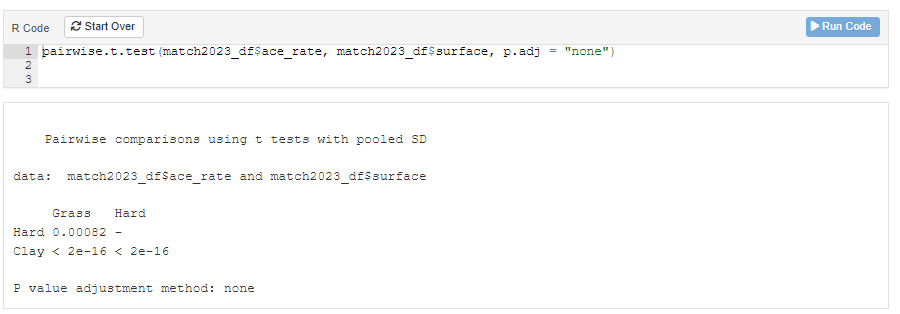 R Code Start Over Run Code
1 pairwise.t.test(match2023_df$ace_rate, match2023_df$surface, p.adj = "none")
2
3
Pairwise comparisons using t tests with pooled SD
data:  match2023_df$ace_rate and match2023_df$surface
Grass   Hard
Hard 0.00082 -
Clay < 2e-16 < 2e-16
P value adjustment method: none